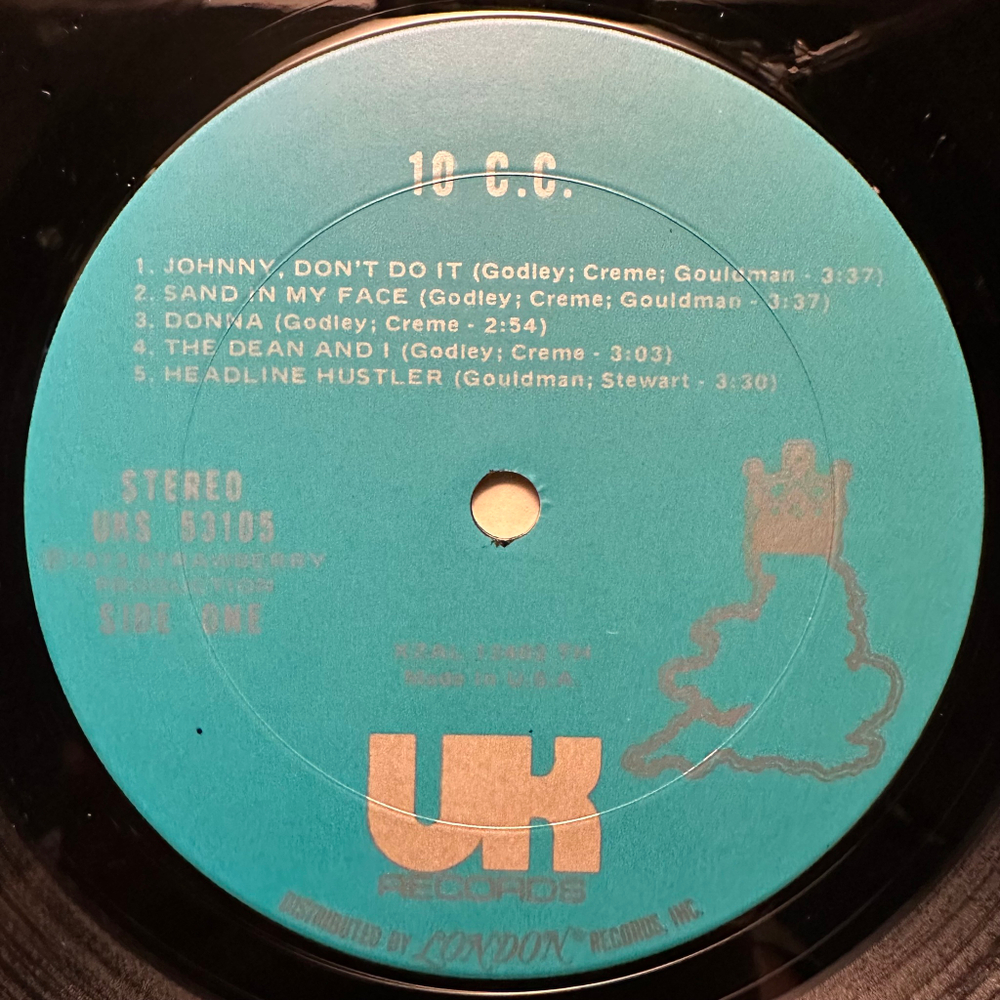 10 C.C.
1. JOHNNY, DON'T DO IT (Godley; Creme; Gouldman - 3:37)
2. SAND IN MY FACE (Godley; Creme; Gouldman - 3:37)
3. DONNA (Godley; Creme - 2:54)
4. THE DEAN AND I (Godley; Creme - 3:03)
5. HEADLINE HUSTLER (Gouldman; Stewart - 3:30)
STEREO
UKS 53105
STRAWBERRY
PRODUCTION
SIDE ONE
Made in U.S.A.
UK
RECORDS
DISTRIBUTED BY LONDON RECORDS, INC.